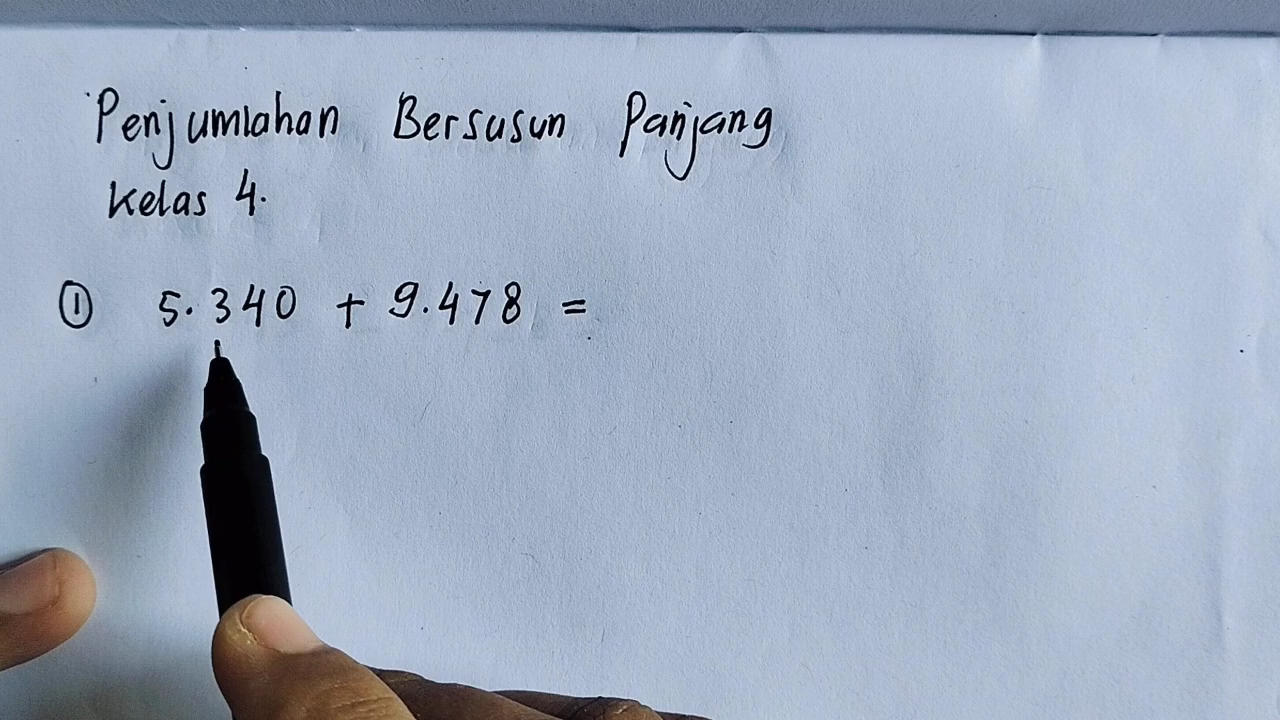 Penjumlahan Bersusun Panjang
Kelas 4.
① 5.340 + 9.478 =